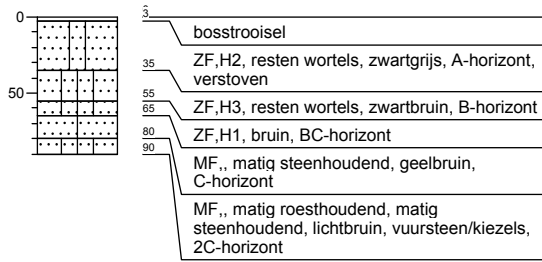 0
3
bosstrooisel
ZF,H2, resten wortels, zwartgrijs, A-horizont,
verstoven
35
50
55
ZF,H3, resten wortels, zwartbruin, B-horizont
65
ZF,H1, bruin, BC-horizont
80
MF,, matig steenhoudend, geelbruin,
C-horizont
90
MF,, matig roesthoudend, matig
steenhoudend, lichtbruin, vuursteen/kiezels,
2C-horizont